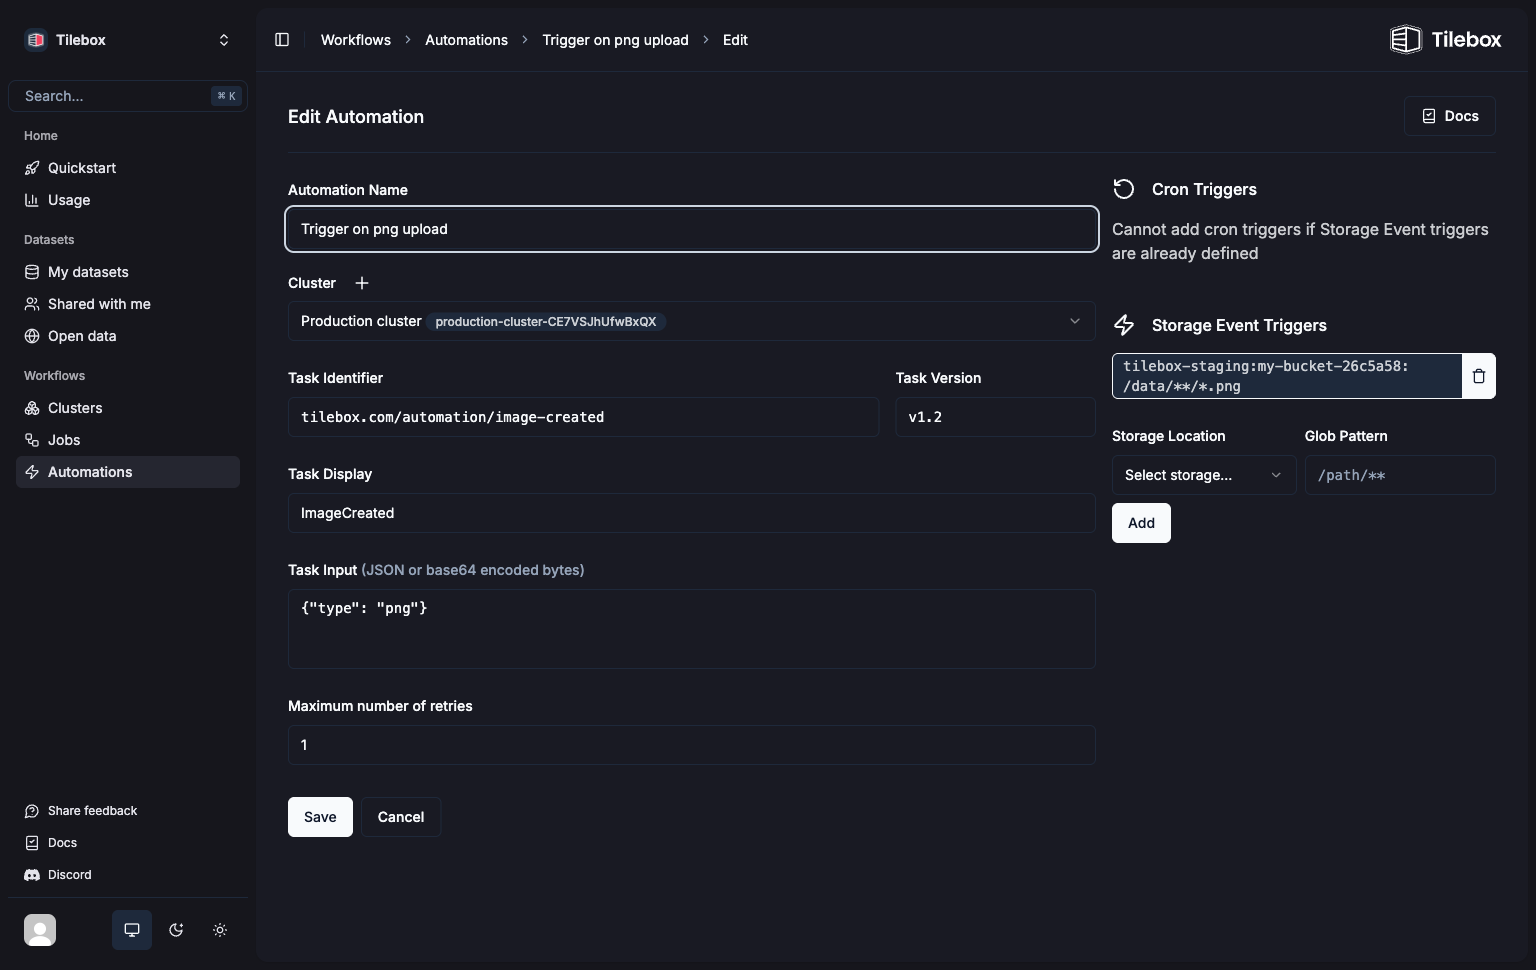 Tilebox
Search...
⌘ K
Home
Quickstart
Usage
Datasets
My datasets
Shared with me
Open data
Workflows
Clusters
Jobs
Automations
Share feedback
Docs
Discord
Workflows > Automations > Trigger on png upload > Edit
Tilebox
Edit Automation
Docs
Automation Name
Trigger on png upload
Cluster +
Production cluster production-cluster-CE7VSJhUfwBxQX
Task Identifier
tilebox.com/automation/image-created
Task Version
v1.2
Task Display
ImageCreated
Task Input (JSON or base64 encoded bytes)
{"type": "png"}
Maximum number of retries
1
Save
Cancel
Cron Triggers
Cannot add cron triggers if Storage Event triggers
are already defined
Storage Event Triggers
tilebox-staging:my-bucket-26c5a58:
/data/**/*.png
Storage Location
Glob Pattern
Select storage...
/path/**
Add